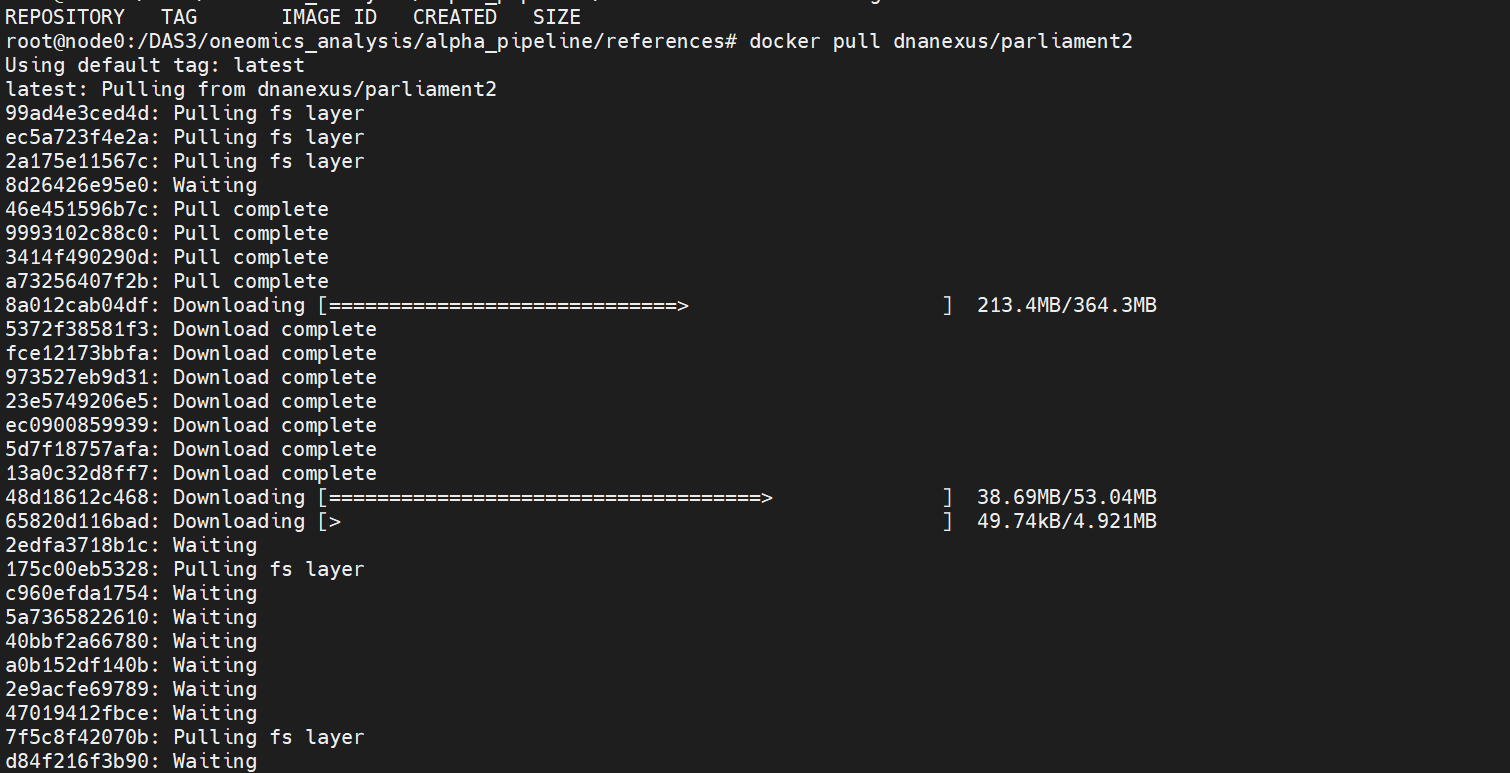 REPOSITORY   TAG       IMAGE ID   CREATED   SIZE
root@node0:/DAS3/oneomics_analysis/alpha_pipeline/references# docker pull dnanexus/parliament2
Using default tag: latest
latest: Pulling from dnanexus/parliament2
99ad4e3ced4d: Pulling fs layer
ec5a723f4e2a: Pulling fs layer
2a175e11567c: Pulling fs layer
8d26426e95e0: Waiting
46e451596b7c: Pull complete
9993102c88c0: Pull complete
3414f490290d: Pull complete
a73256407f2b: Pull complete
8a012cab04df: Downloading [=============================>                     ]  213.4MB/364.3MB
5372f38581f3: Download complete
fce12173bbfa: Download complete
973527eb9d31: Download complete
23e5749206e5: Download complete
ec0900859939: Download complete
5d7f18757afa: Download complete
13a0c32d8ff7: Download complete
48d18612c468: Downloading [====================================>              ]  38.69MB/53.04MB
65820d116bad: Downloading [>                                                  ]  49.74kB/4.921MB
2edfa3718b1c: Waiting
175c00eb5328: Pulling fs layer
c960efda1754: Waiting
5a7365822610: Waiting
40bbf2a66780: Waiting
a0b152df140b: Waiting
2e9acfe69789: Waiting
47019412fbce: Waiting
7f5c8f42070b: Pulling fs layer
d84f216f3b90: Waiting